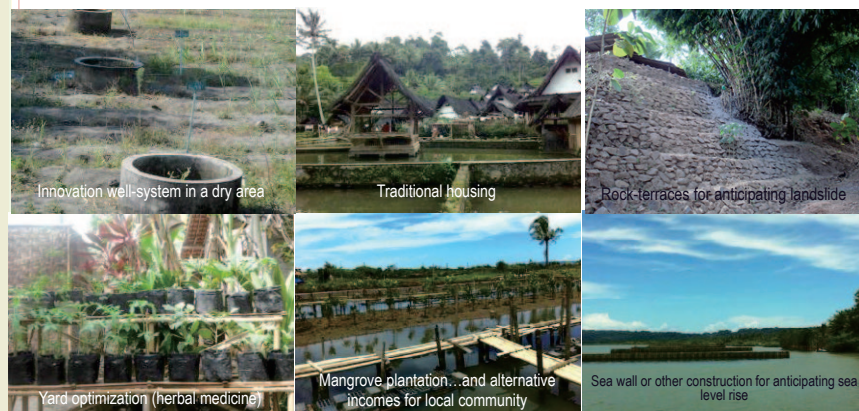 Innovation well-system in a dry area
Traditional housing
Rock-terraces for anticipating landslide
Yard optimization (herbal medicine)
Mangrove plantation…and alternative
incomes for local community
Sea wall or other construction for anticipating sea
level rise